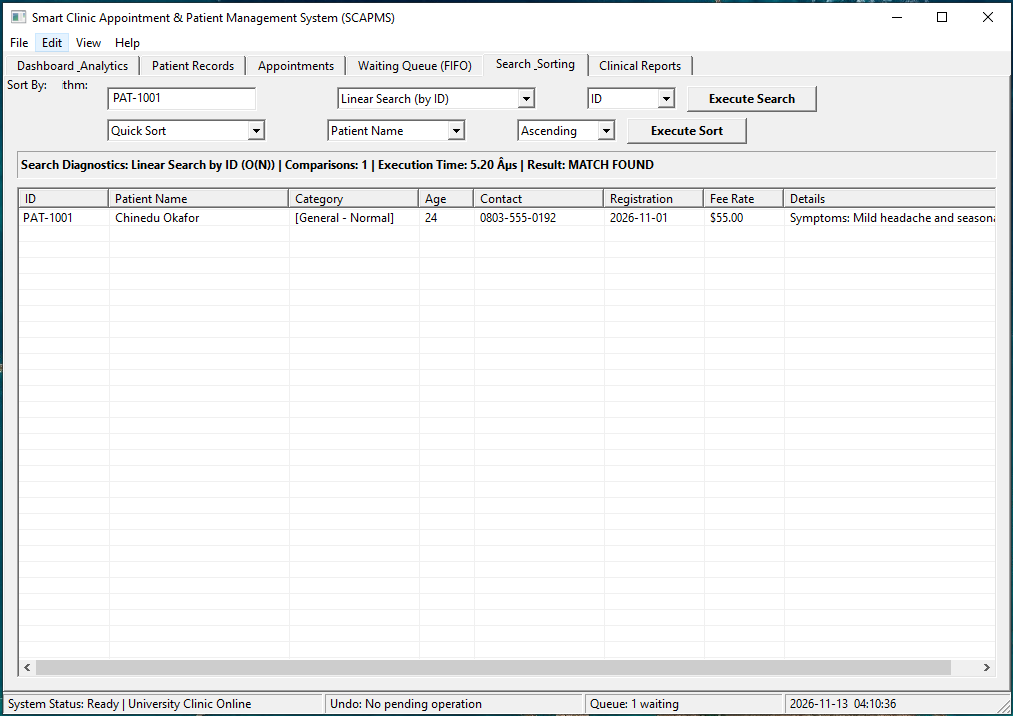 Smart Clinic Appointment & Patient Management System (SCAPMS)
File Edit View Help
Dashboard _Analytics Patient Records Appointments Waiting Queue (FIFO) Search _Sorting Clinical Reports
Sort By: thm:
PAT-1001 Linear Search (by ID) ID Execute Search
Quick Sort Patient Name Ascending Execute Sort
Search Diagnostics: Linear Search by ID (O(N)) | Comparisons: 1 | Execution Time: 5.20 Âµs | Result: MATCH FOUND
ID Patient Name Category Age Contact Registration Fee Rate Details
PAT-1001 Chinedu Okafor [General - Normal] 24 0803-555-0192 2026-11-01 $55.00 Symptoms: Mild headache and seasona
System Status: Ready | University Clinic Online Undo: No pending operation Queue: 1 waiting 2026-11-13 04:10:36